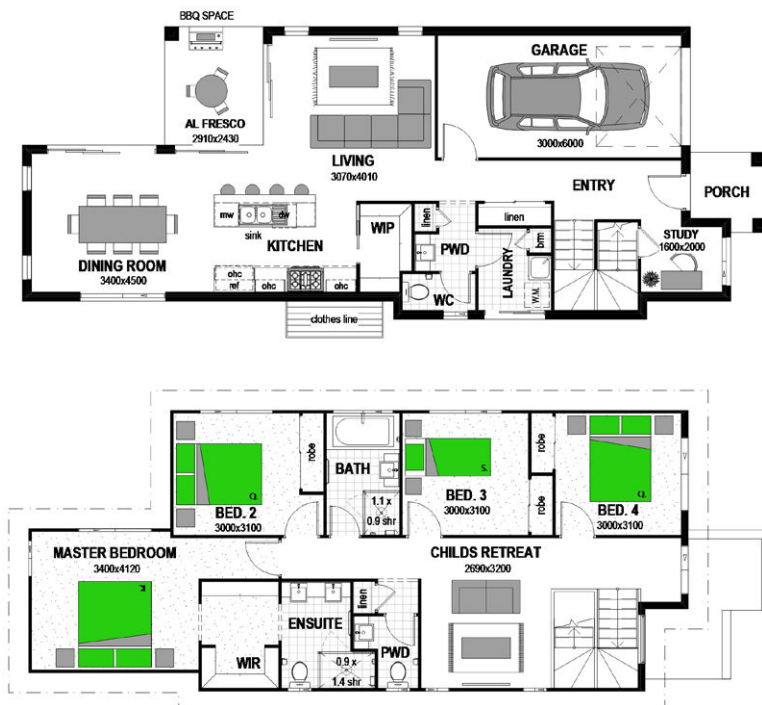 BBQ SPACE
GARAGE
AL FRESCO
2910x2430
3000x6000
LIVING
3070x4010
ENTRY
PORCH
mw
dw
sink
linen
linen
WIP
PWD
brm
STUDY
1600x2000
KITCHEN
DINING ROOM
3400x4500
LAUNDRY
ohc
ref
ohc
ohc
WC
W.M.
clothes line
robe
BATH
robe
robe
Q.
S.
Q.
BED. 2
3000x3100
1.1 x
0.9 shr
BED. 3
3000x3100
BED. 4
3000x3100
MASTER BEDROOM
3400x4120
CHILDS RETREAT
2690x3200
K
linen
ENSUITE
WIR
PWD
0.9 x
1.4 shr